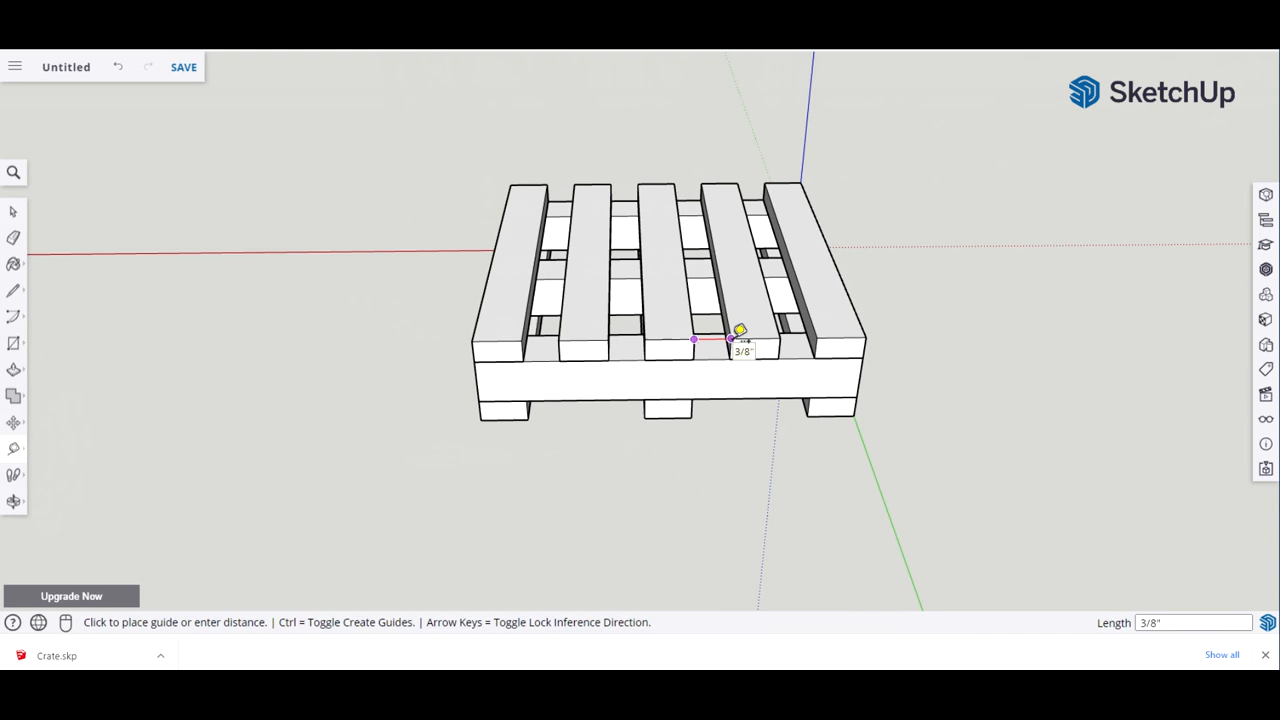 Untitled
SAVE
SketchUp
3/8"
Upgrade Now
Click to place guide or enter distance. | Ctrl = Toggle Create Guides. | Arrow Keys = Toggle Lock Inference Direction.
Length 3/8"
Crate.skp
Show all